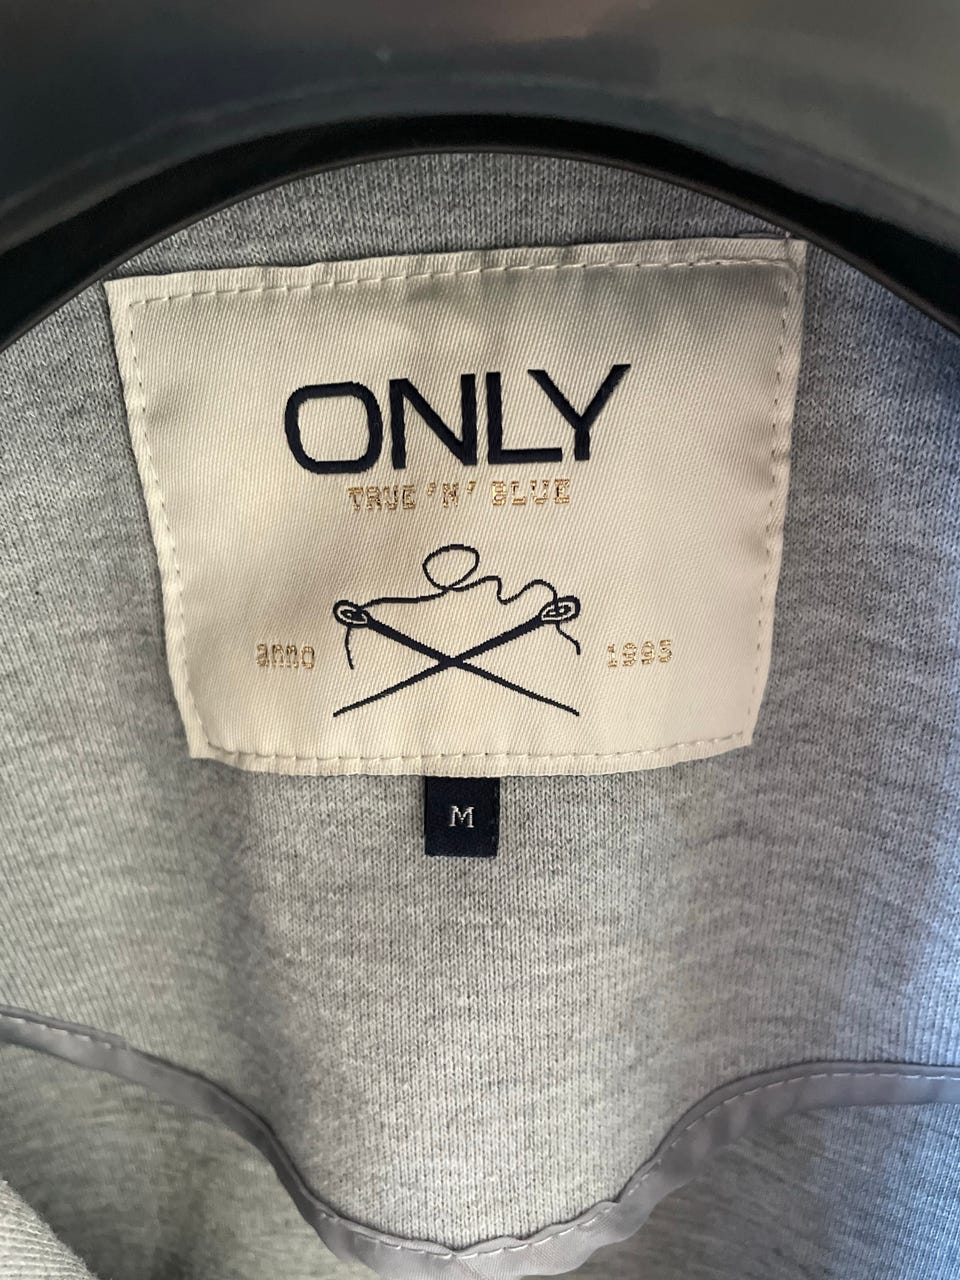 ONLY
TRUE 'N' BLUE
anno 1995
M